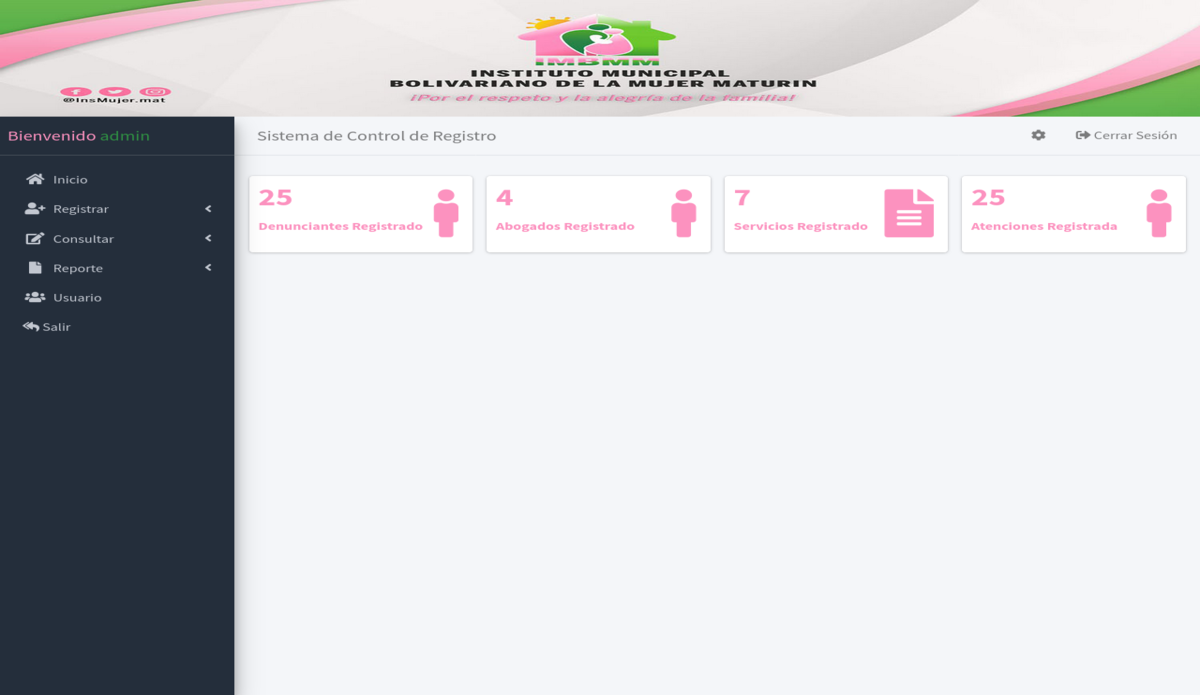 IMBMM
INSTITUTO MUNICIPAL
BOLIVARIANO DE LA MUJER MATURIN
¡Por el respeto y la alegría de la familia!
@InsMujer.mat
Bienvenido admin
Sistema de Control de Registro
Cerrar Sesión
Inicio
Registrar
Consultar
Reporte
Usuario
Salir
25
Denunciantes Registrado
4
Abogados Registrado
7
Servicios Registrado
25
Atenciones Registrada